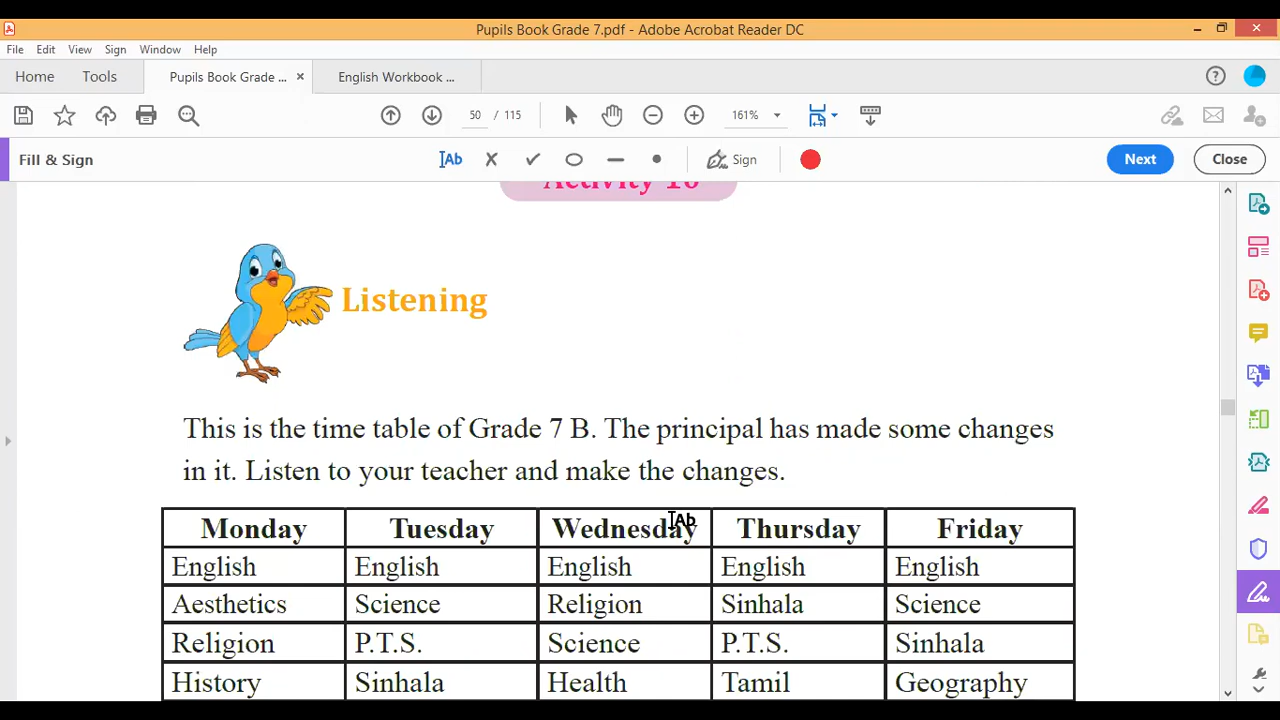 Pupils Book Grade 7.pdf - Adobe Acrobat Reader DC
File Edit View Sign Window Help
Home Tools Pupils Book Grade ... × English Workbook ...
50 / 115 161%
Fill & Sign Ab Sign Next Close
Activity 16
Listening
This is the time table of Grade 7 B. The principal has made some changes
in it. Listen to your teacher and make the changes.
Monday Tuesday Wednesday Thursday Friday
Ab
English English English English English
Aesthetics Science Religion Sinhala Science
Religion P.T.S. Science P.T.S. Sinhala
History Sinhala Health Tamil Geography